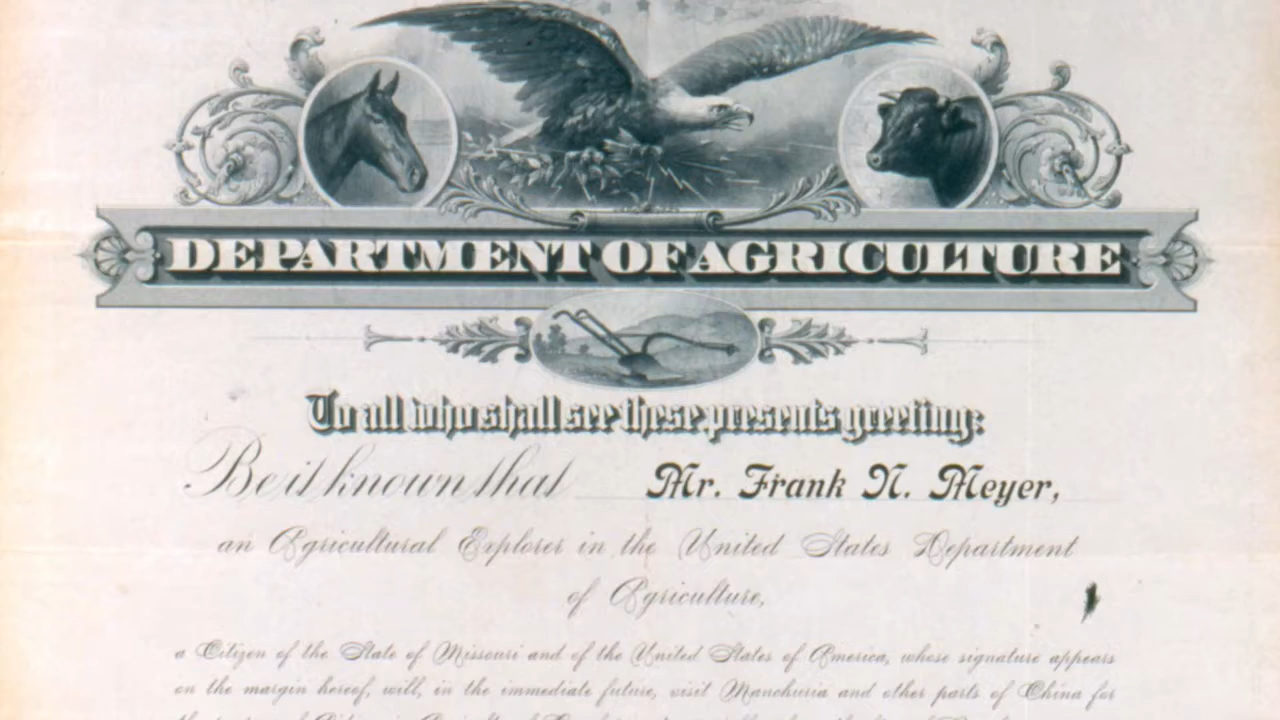 DEPARTMENT OF AGRICULTURE
To all who shall see these presents greeting:
Be it known that Mr. Frank N. Meyer,
an Agricultural Explorer in the United States Department
of Agriculture,
a Citizen of the State of Missouri and of the United States of America, whose signature appears
on the margin hereof, will, in the immediate future, visit Manchuria and other parts of China for